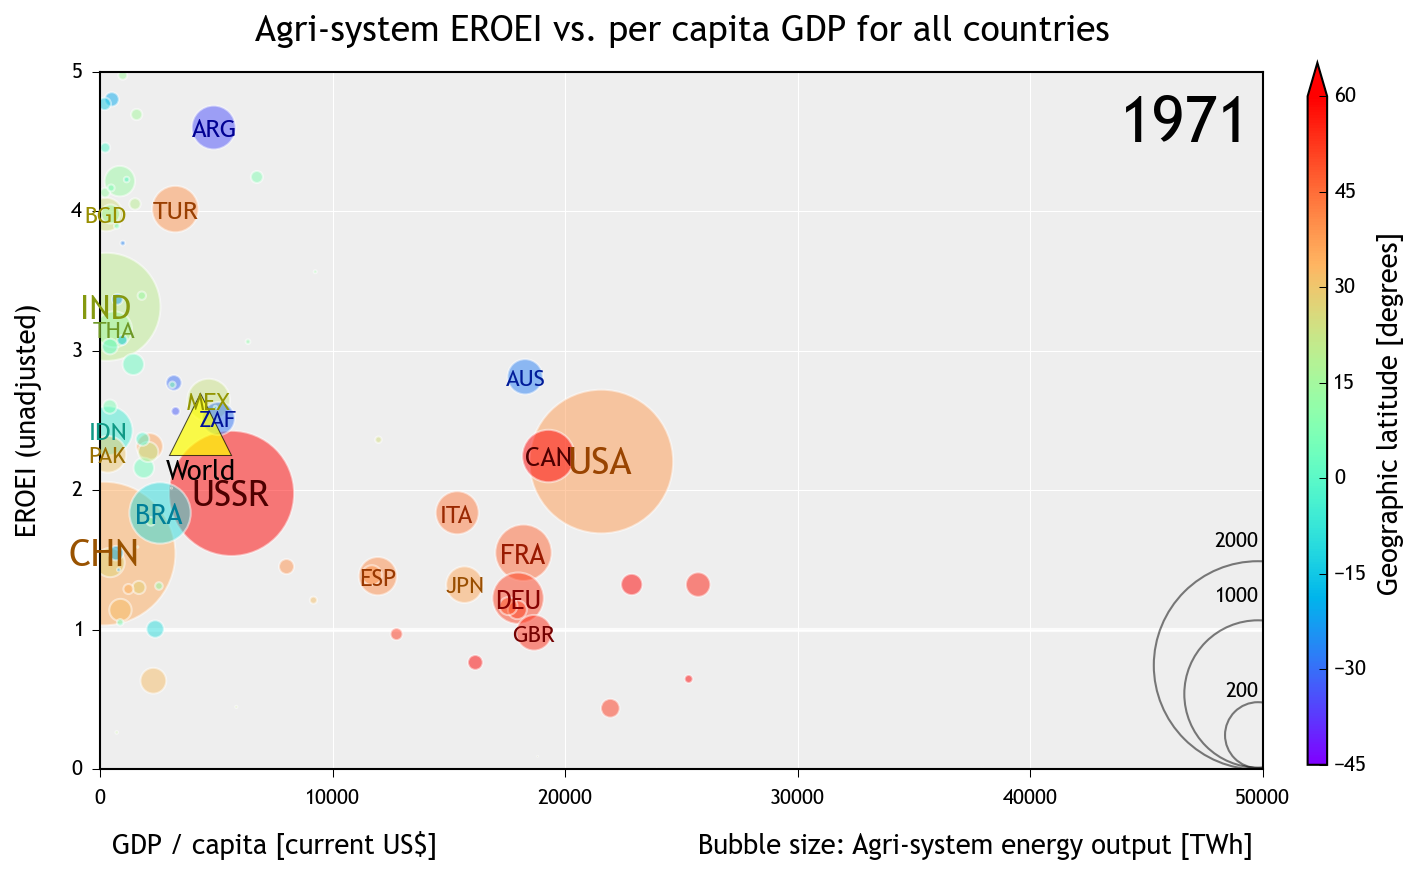 Agri-system EROEI vs. per capita GDP for all countries
1971
EROEI (unadjusted)
5
4
3
2
1
0
ARG
TUR
BGD
IND
THA
AUS
MEX
ZAF
IDN
PAK
World
CAN
USA
USSR
BRA
ITA
CHN
FRA
ESP
JPN
DEU
GBR
2000
1000
200
0
10000
20000
30000
40000
50000
GDP / capita [current US$]
Bubble size: Agri-system energy output [TWh]
60
45
30
15
0
−15
−30
−45
Geographic latitude [degrees]